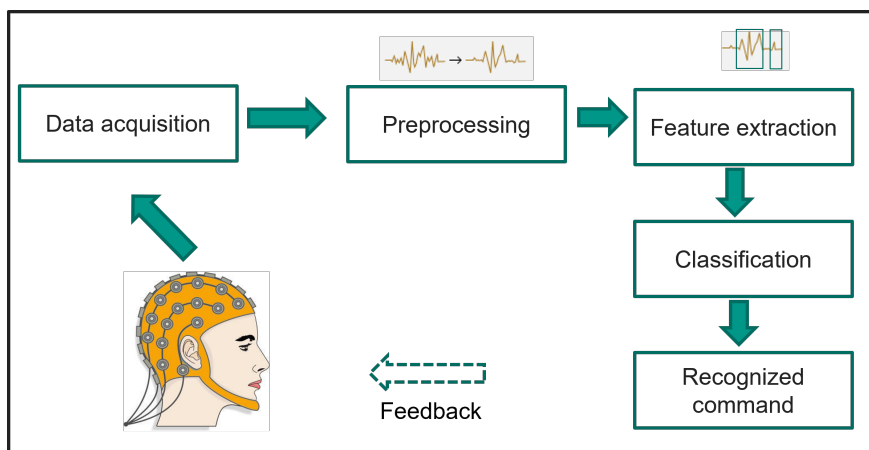 Data acquisition
Preprocessing
Feature extraction
Classification
Recognized
command
Feedback